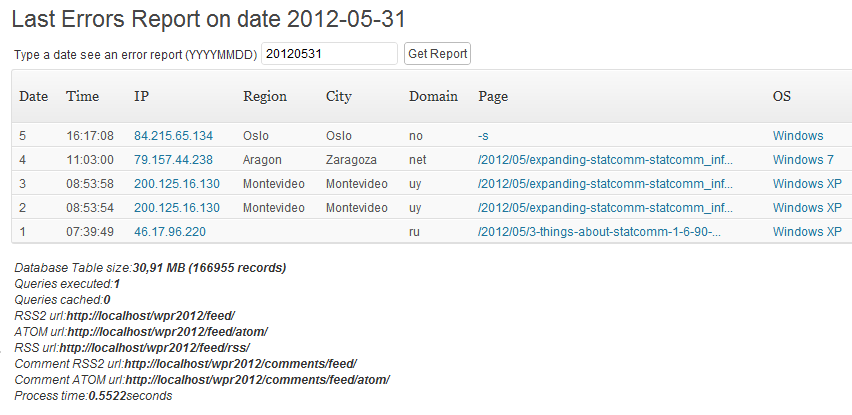 Last Errors Report on date 2012-05-31
Type a date see an error report (YYYYMMDD) 20120531 Get Report
Date Time IP Region City Domain Page OS
5 16:17:08 84.215.65.134 Oslo Oslo no -s Windows
4 11:03:00 79.157.44.238 Aragon Zaragoza net /2012/05/expanding-statcomm-statcomm_inf... Windows 7
3 08:53:58 200.125.16.130 Montevideo Montevideo uy /2012/05/expanding-statcomm-statcomm_inf... Windows XP
2 08:53:54 200.125.16.130 Montevideo Montevideo uy /2012/05/expanding-statcomm-statcomm_inf... Windows XP
1 07:39:49 46.17.96.220 ru /2012/05/3-things-about-statcomm-1-6-90-... Windows XP
Database Table size:30,91 MB (166955 records)
Queries executed:1
Queries cached:0
RSS2 url:http://localhost/wpr2012/feed/
ATOM url:http://localhost/wpr2012/feed/atom/
RSS url:http://localhost/wpr2012/feed/rss/
Comment RSS2 url:http://localhost/wpr2012/comments/feed/
Comment ATOM url:http://localhost/wpr2012/comments/feed/atom/
Process time:0.5522seconds